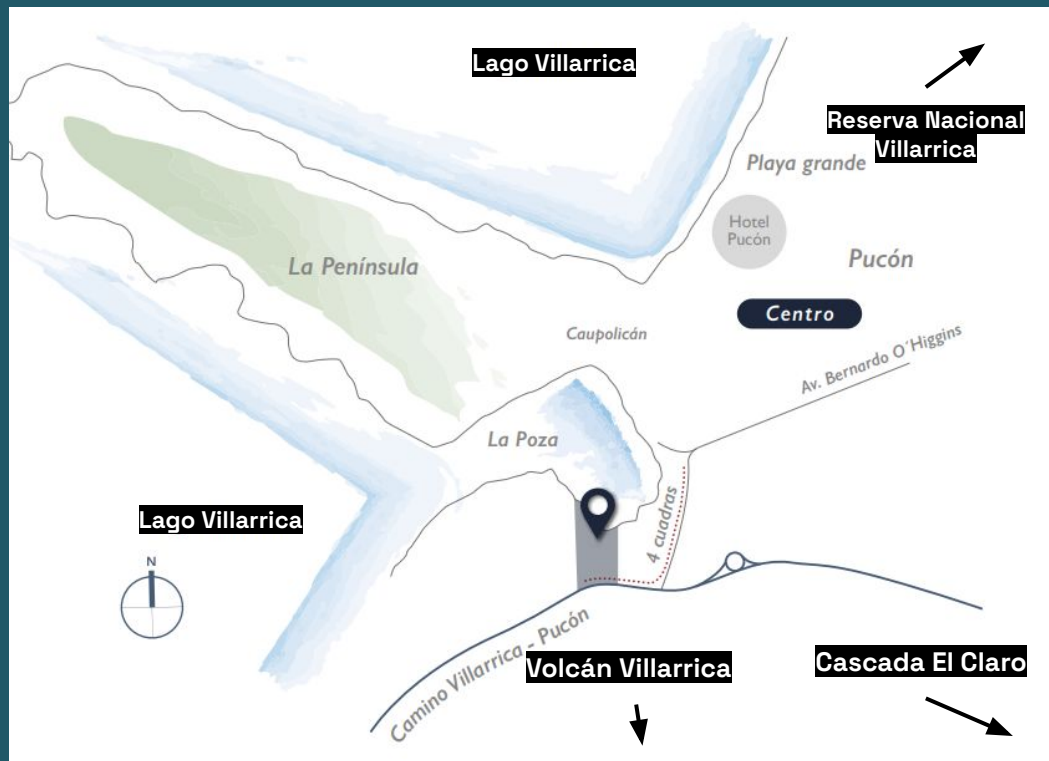 Lago Villarrica
Reserva Nacional
Villarrica
Playa grande
Hotel
Pucón
Pucón
La Península
Centro
Caupolicán
Av. Bernardo O´Higgins
La Poza
4 cuadras
Lago Villarrica
N
Camino Villarrica - Pucón
Volcán Villarrica
Cascada El Claro